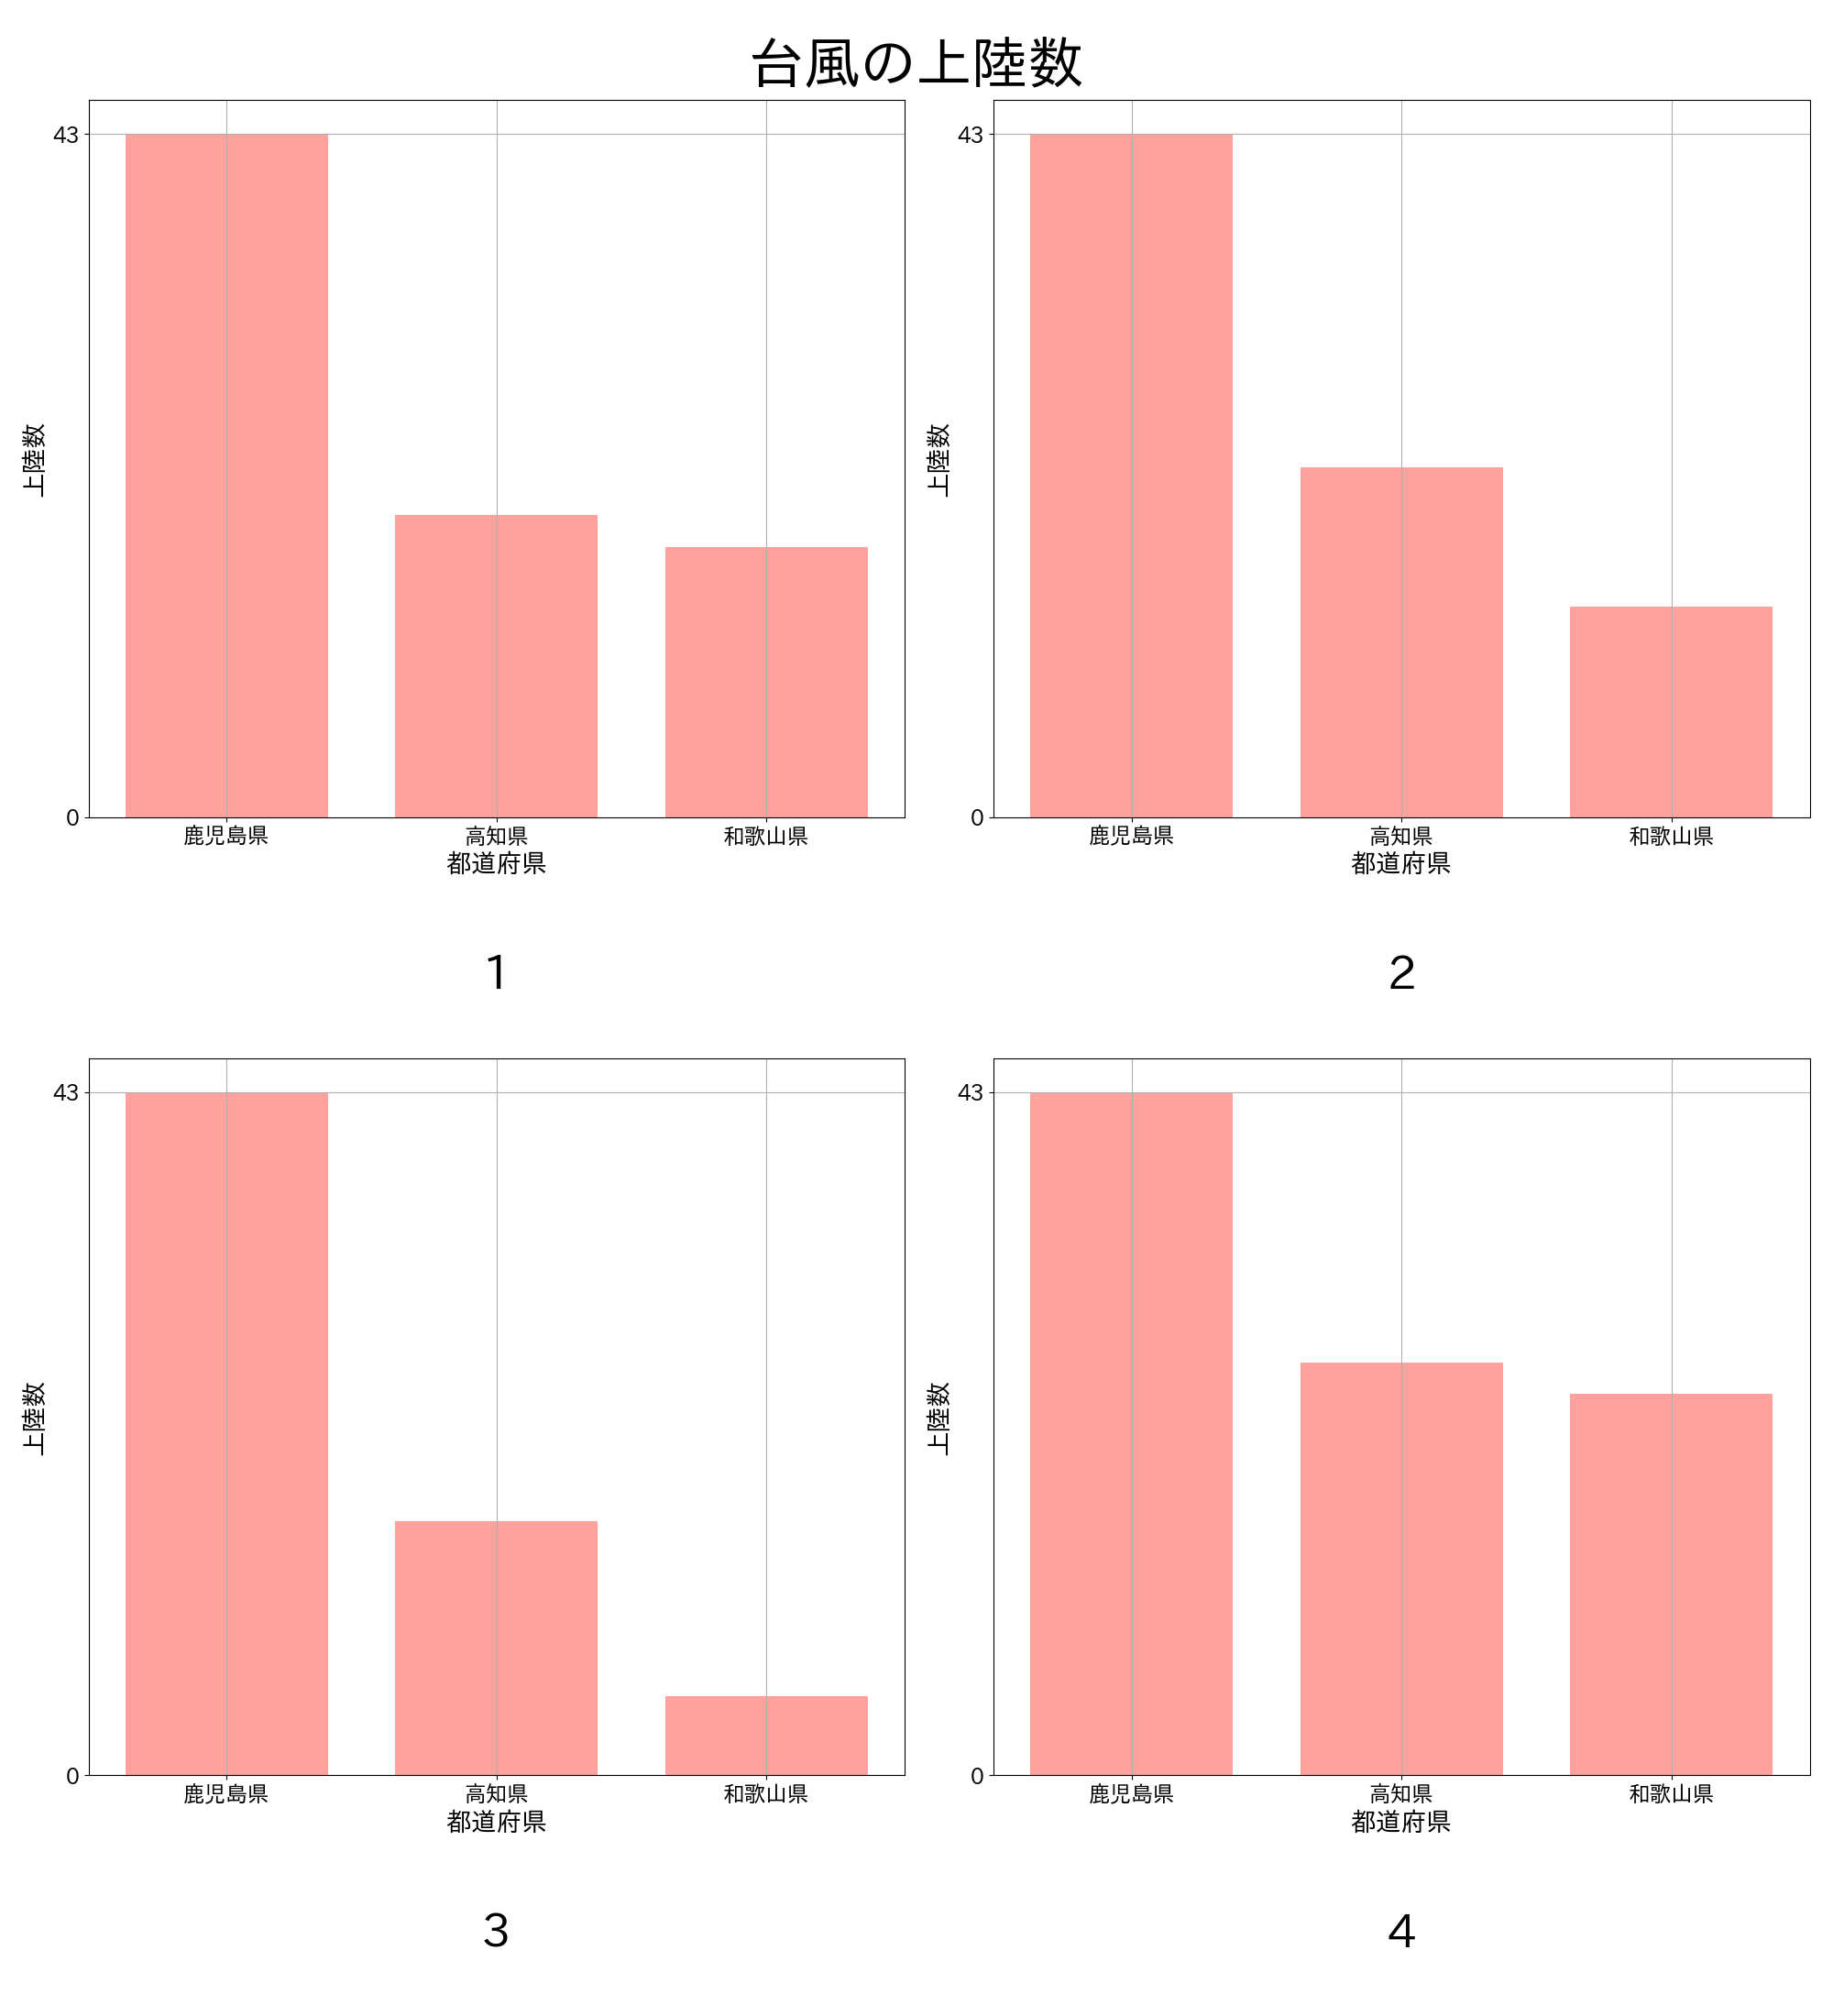 台風の上陸数
43
上陸数
0
鹿児島県 高知県 和歌山県
都道府県
1
43
上陸数
0
鹿児島県 高知県 和歌山県
都道府県
2
43
上陸数
0
鹿児島県 高知県 和歌山県
都道府県
3
43
上陸数
0
鹿児島県 高知県 和歌山県
都道府県
4